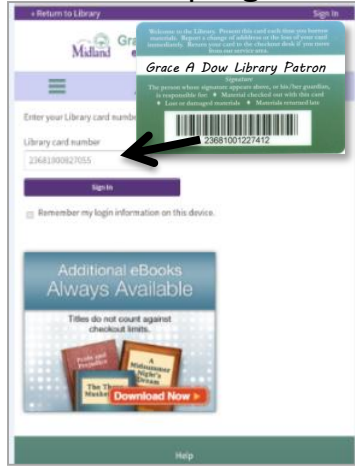 ‹ Return to Library Sign In
Midland Gra
e
Welcome to the Library. Present this card each time you borrow
materials. Report a change of address or the loss of your card
immediately. Return your card to the checkout desk if you move
from our service area.
Grace A Dow Library Patron
Signature
The person whose signature appears above, or his/her guardian,
is responsible for: ♦ Material checked out with this card
♦ Lost or damaged materials ♦ Materials returned late
23681001227412
Enter your Library card numb
Library card number
23681000827055
Sign In
Remember my login information on this device.
Additional eBooks
Always Available
Titles do not count against
checkout limits.
Pride and
Prejudice
A
Midsummer
Night's
Dream
The Three
Musket
Download Now
Help